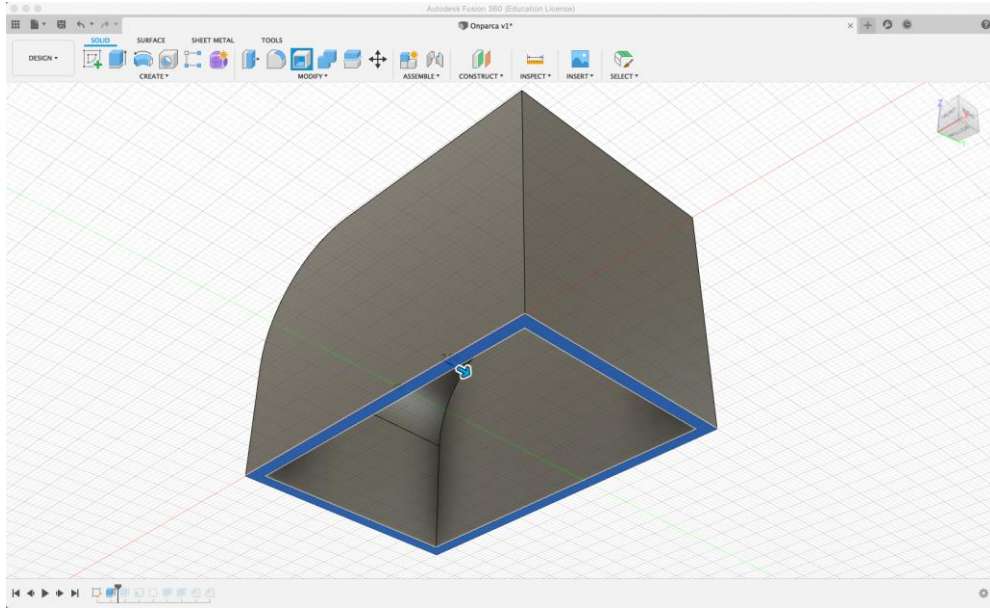 Autodesk Fusion 360 (Education License)
Onparca v1*
SOLID SURFACE SHEET METAL TOOLS
DESIGN
CREATE MODIFY ASSEMBLE CONSTRUCT INSPECT INSERT SELECT
Z